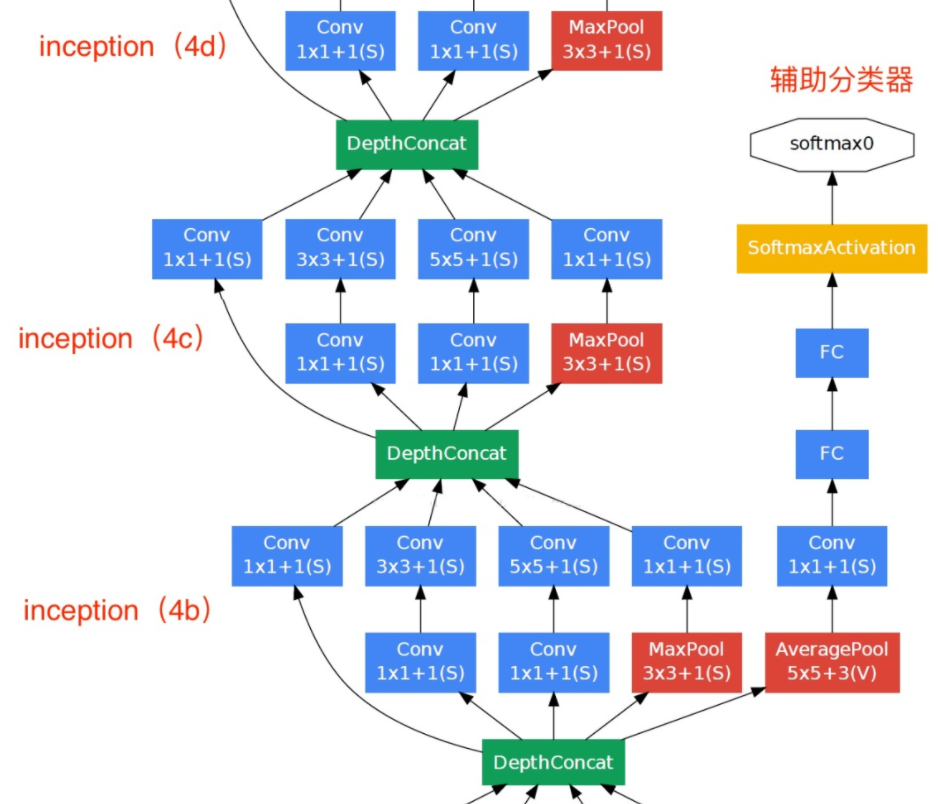 Conv
1x1+1(S)
Conv
1x1+1(S)
MaxPool
3x3+1(S)
inception（4d）
辅助分类器
DepthConcat
softmax0
Conv
1x1+1(S)
Conv
3x3+1(S)
Conv
5x5+1(S)
Conv
1x1+1(S)
SoftmaxActivation
inception（4c）
Conv
1x1+1(S)
Conv
1x1+1(S)
MaxPool
3x3+1(S)
FC
DepthConcat
FC
Conv
1x1+1(S)
Conv
3x3+1(S)
Conv
5x5+1(S)
Conv
1x1+1(S)
Conv
1x1+1(S)
inception（4b）
Conv
1x1+1(S)
Conv
1x1+1(S)
MaxPool
3x3+1(S)
AveragePool
5x5+3(V)
DepthConcat